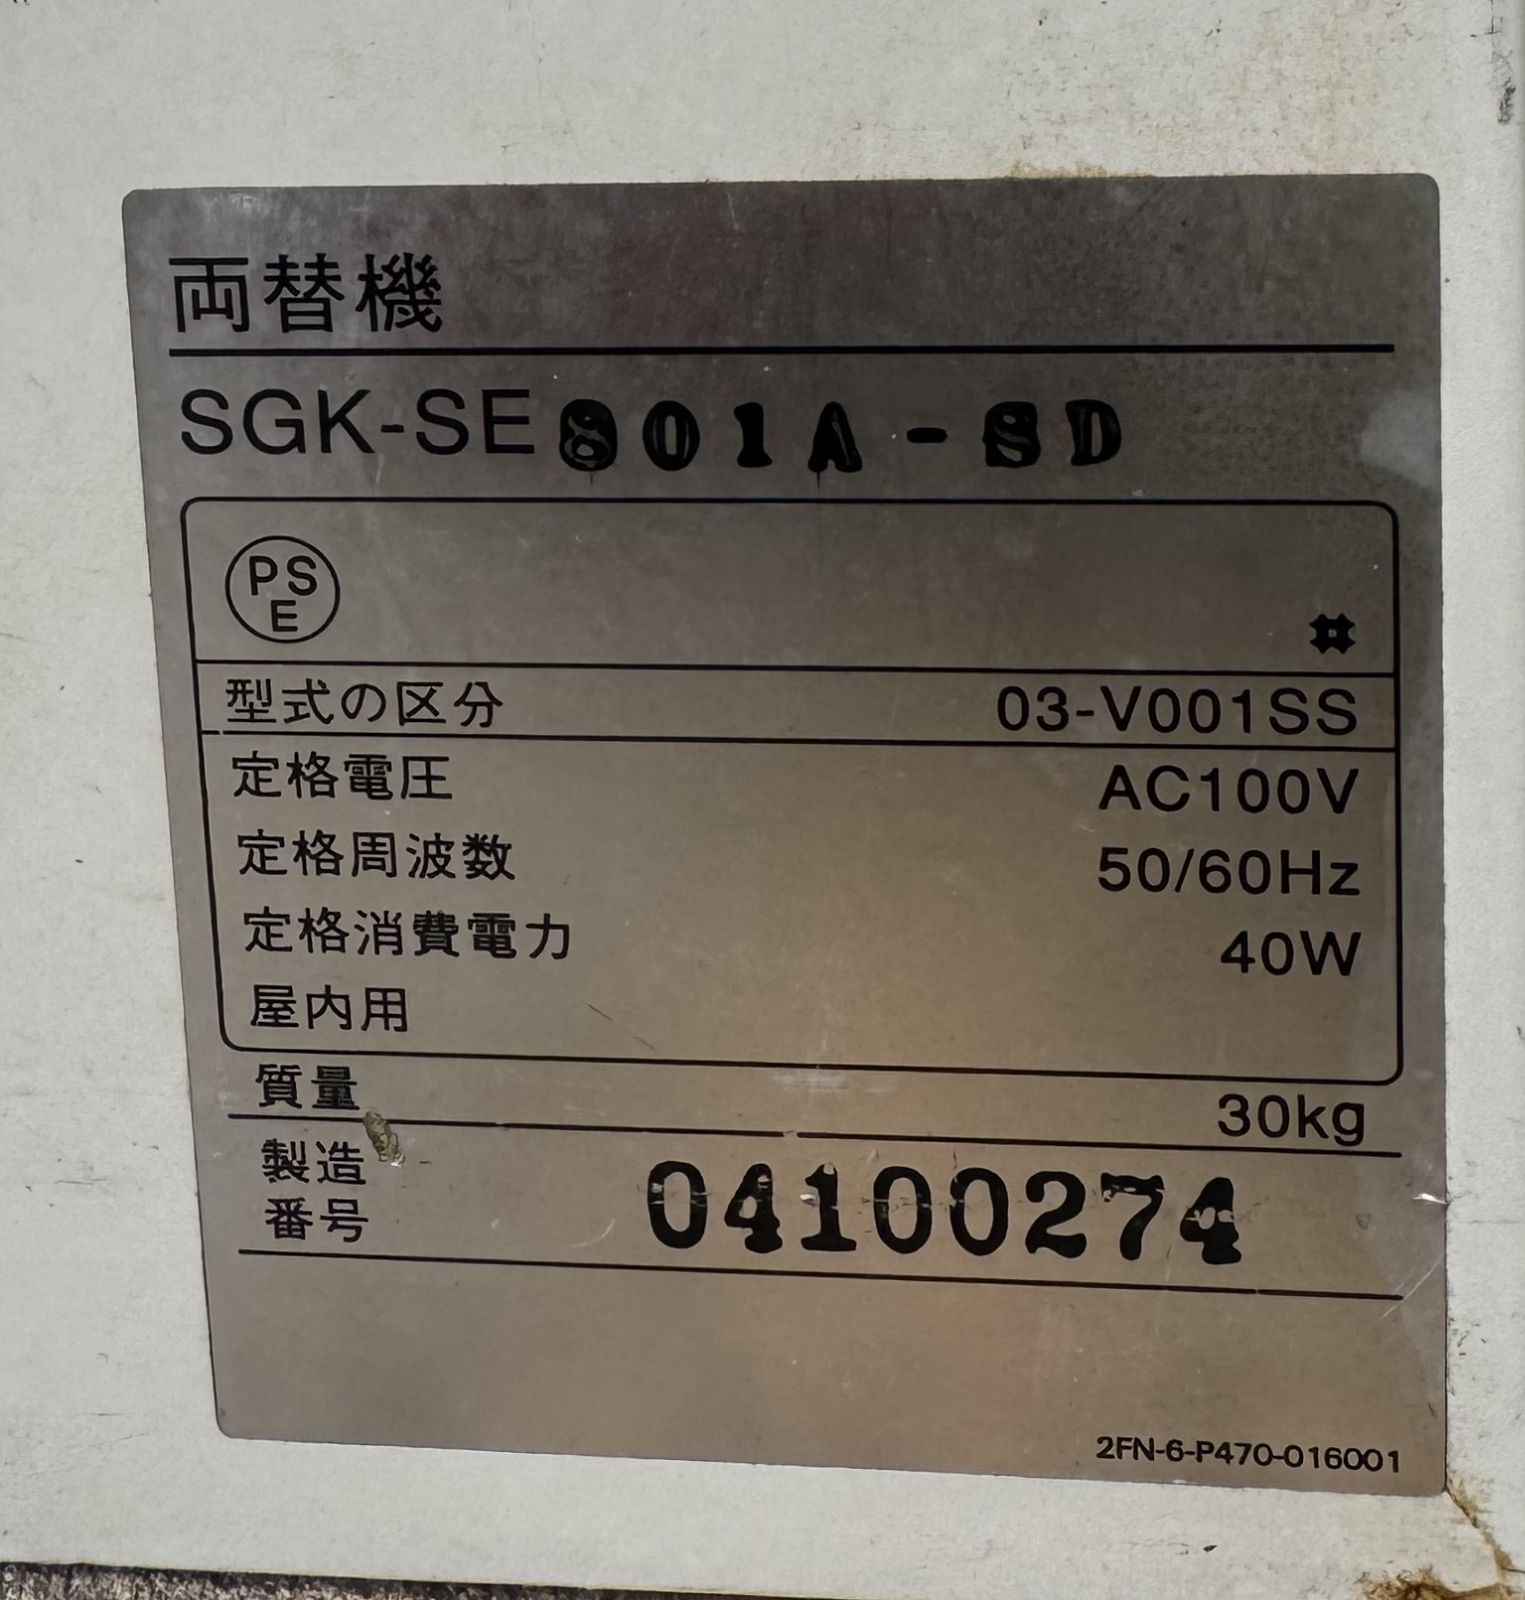 両替機
SGK-SE801A-SD
PS
E
型式の区分 03-V001SS
定格電圧 AC100V
定格周波数 50/60Hz
定格消費電力 40W
屋内用
質量 30kg
製造
番号 04100274
2FN-6-P470-016001